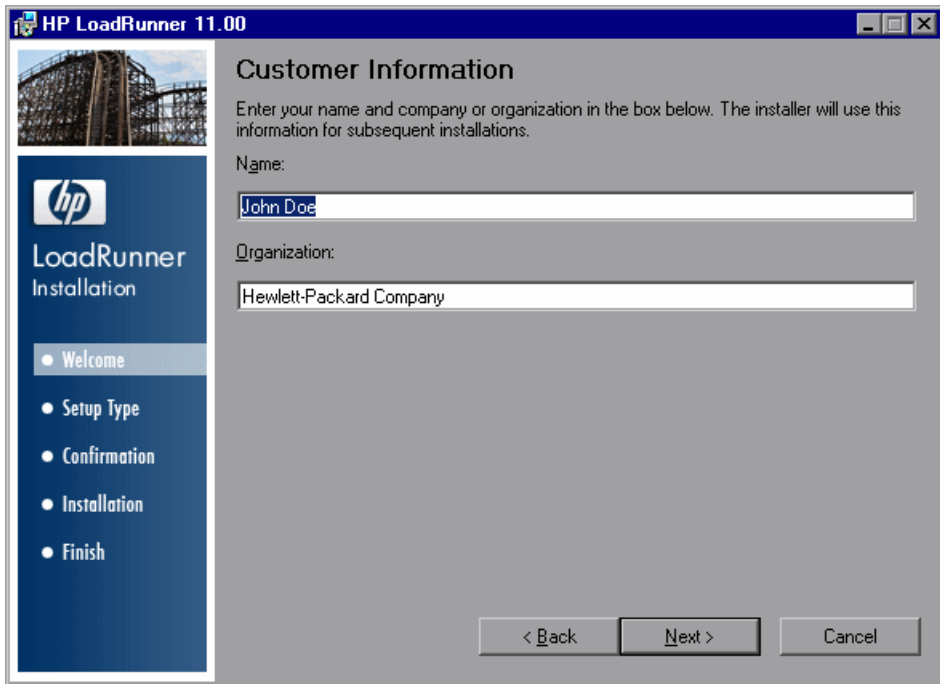 HP LoadRunner 11.00
Customer Information
Enter your name and company or organization in the box below. The installer will use this
information for subsequent installations.
Name:
John Doe
Organization:
Hewlett-Packard Company
hp
LoadRunner
Installation
Welcome
Setup Type
Confirmation
Installation
Finish
< Back
Next >
Cancel